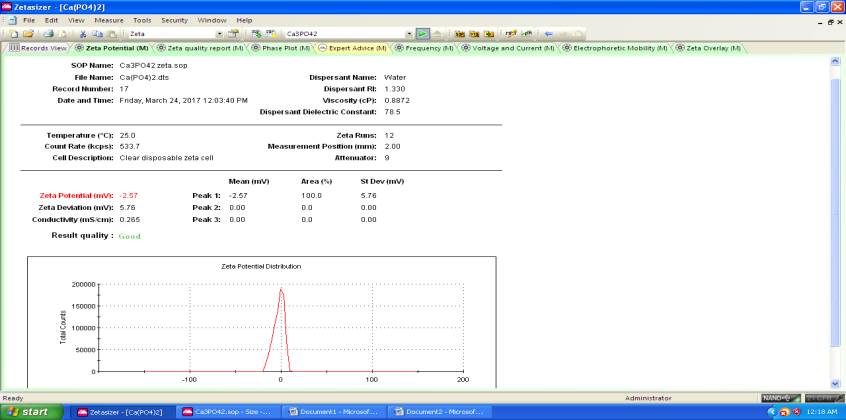 Zetasizer - [Ca(PO4)2]
File Edit View Measure Tools Security Window Help
Zeta Ca3PO42
Records View Zeta Potential (M) Zeta quality report (M) Phase Plot (M) Expert Advice (M) Frequency (M) Voltage and Current (M) Electrophoretic Mobility (M) Zeta Overlay (M)
SOP Name: Ca3PO42 zeta.sop
File Name: Ca(PO4)2.dts Dispersant Name: Water
Record Number: 17 Dispersant RI: 1.330
Date and Time: Friday, March 24, 2017 12:03:40 PM Viscosity (cP): 0.8872
Dispersant Dielectric Constant: 78.5
Temperature (°C): 25.0 Zeta Runs: 12
Count Rate (kcps): 533.7 Measurement Position (mm): 2.00
Cell Description: Clear disposable zeta cell Attenuator: 9
Mean (mV) Area (%) St Dev (mV)
Zeta Potential (mV): -2.57 Peak 1: -2.57 100.0 5.76
Zeta Deviation (mV): 5.76 Peak 2: 0.00 0.0 0.00
Conductivity (mS/cm): 0.265 Peak 3: 0.00 0.0 0.00
Result quality : Good
Zeta Potential Distribution
Total Counts
200000
150000
100000
50000
0
-100 0 100 200
Ready Administrator NANO
start Zetasizer - [Ca(PO4)2] Ca3PO42.sop - Size -... Document1 - Microsof... Document2 - Microsof... 12:18 AM